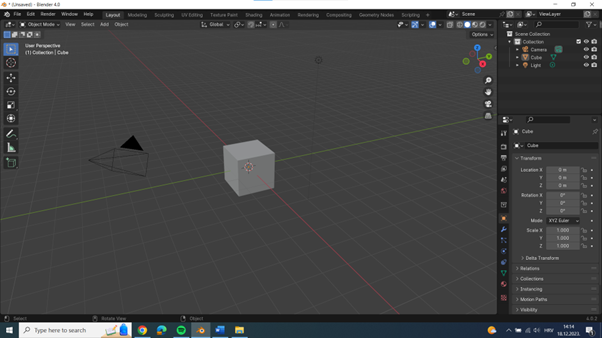 * (Unsaved) - Blender 4.0
File Edit Render Window Help
Layout Modeling Sculpting UV Editing Texture Paint Shading Animation Rendering Compositing Geometry Nodes Scripting +
Scene ViewLayer
Object Mode View Select Add Object
Global
Options
User Perspective
(1) Collection | Cube
Scene Collection
Collection
Camera
Cube
Light
Cube
Cube
Transform
Location X 0 m
Y 0 m
Z 0 m
Rotation X 0°
Y 0°
Z 0°
Mode XYZ Euler
Scale X 1.000
Y 1.000
Z 1.000
Delta Transform
Relations
Collections
Instancing
Motion Paths
Visibility
Select Rotate View Object
4.0.2
Type here to search
HRV
14:14
18.12.2023.